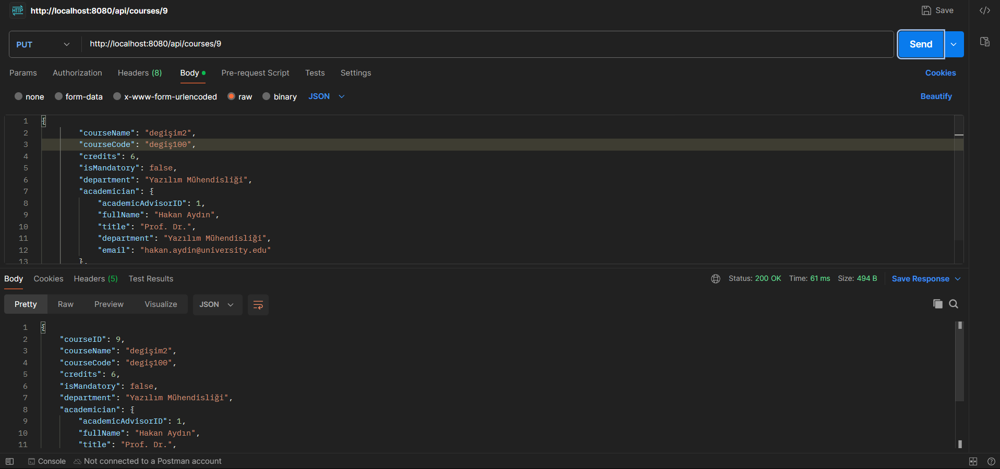 HTTP http://localhost:8080/api/courses/9 Save
PUT http://localhost:8080/api/courses/9 Send
Params Authorization Headers (8) Body Pre-request Script Tests Settings Cookies
none form-data x-www-form-urlencoded raw binary JSON Beautify
1 {
2 "courseName": "degişim2",
3 "courseCode": "degiş100",
4 "credits": 6,
5 "isMandatory": false,
6 "department": "Yazılım Mühendisliği",
7 "academician": {
8 "academicAdvisorID": 1,
9 "fullName": "Hakan Aydın",
10 "title": "Prof. Dr.",
11 "department": "Yazılım Mühendisliği",
12 "email": "hakan.aydin@university.edu"
13 },
Body Cookies Headers (5) Test Results Status: 200 OK Time: 61 ms Size: 494 B Save Response
Pretty Raw Preview Visualize JSON
1 {
2 "courseID": 9,
3 "courseName": "degişim2",
4 "courseCode": "degiş100",
5 "credits": 6,
6 "isMandatory": false,
7 "department": "Yazılım Mühendisliği",
8 "academician": {
9 "academicAdvisorID": 1,
10 "fullName": "Hakan Aydın",
11 "title": "Prof. Dr.",
Console Not connected to a Postman account